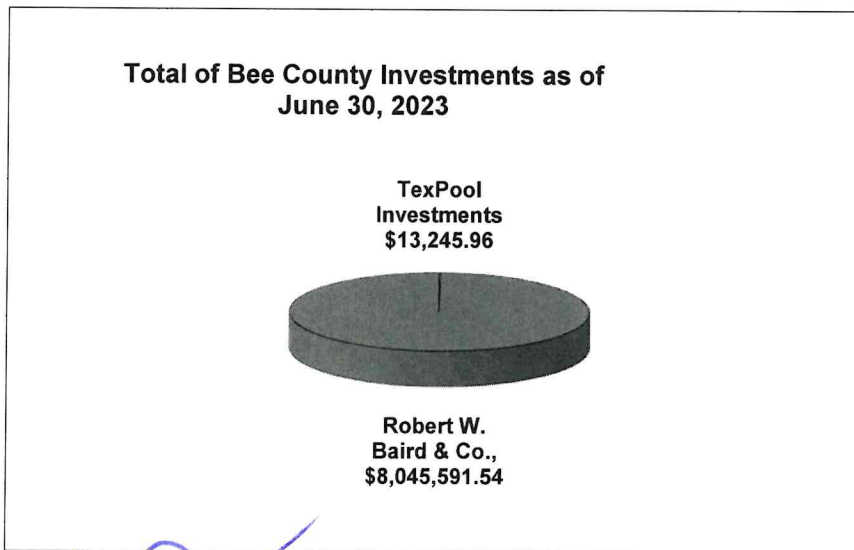 Total of Bee County Investments as of
June 30, 2023
TexPool
Investments
$13,245.96
Robert W.
Baird & Co.,
$8,045,591.54